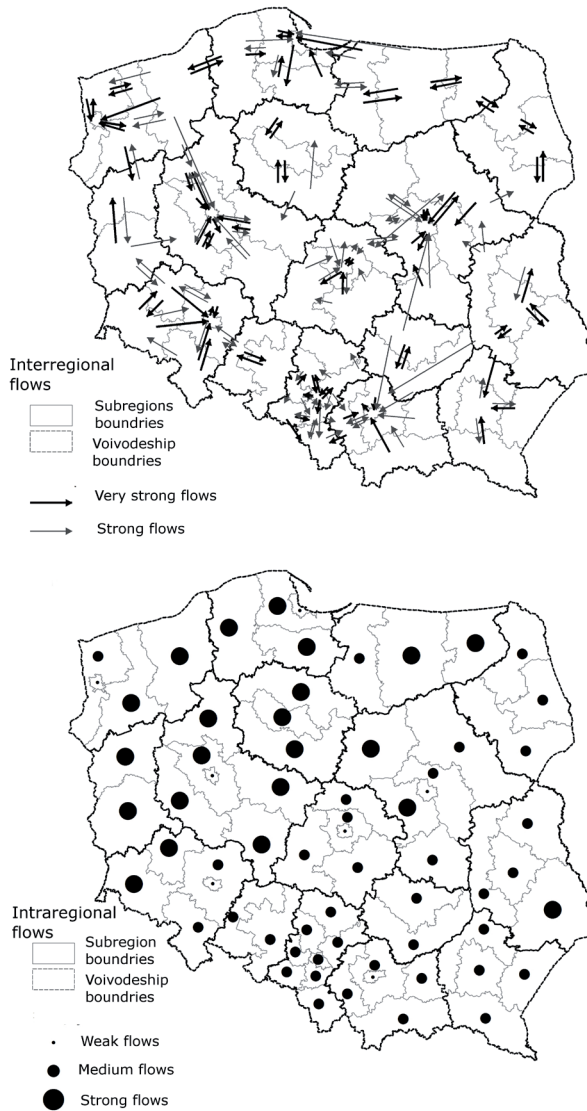 Interregional
flows
Subregions
boundries
Voivodeship
boundries
Very strong flows
Strong flows
Intraregional
flows
Subregion
boundries
Voivodeship
boundries
Weak flows
Medium flows
Strong flows